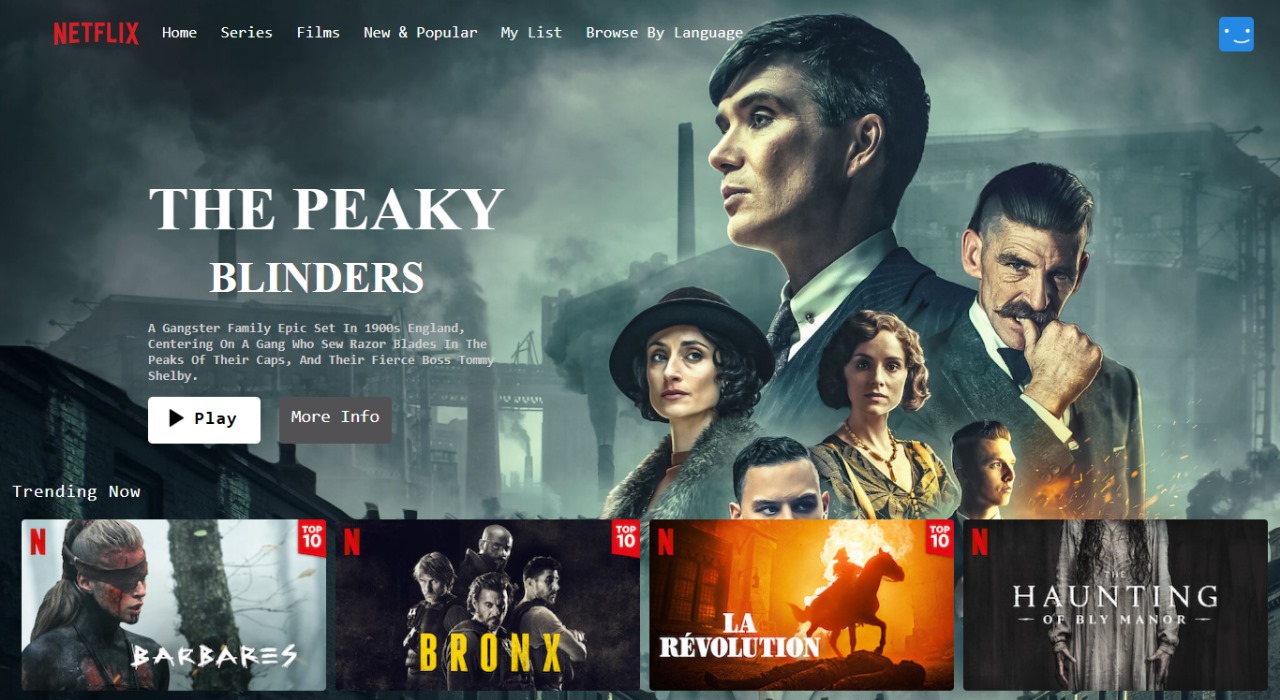 NETFLIX Home Series Films New & Popular My List Browse By Language
THE PEAKY
BLINDERS
A Gangster Family Epic Set In 1900s England,
Centering On A Gang Who Sew Razor Blades In The
Peaks Of Their Caps, And Their Fierce Boss Tommy
Shelby.
Play More Info
Trending Now
N
TOP
10
BARBARES
N
TOP
10
BRONX
N
TOP
10
LA
RÉVOLUTION
N
THE
HAUNTING
OF BLY MANOR